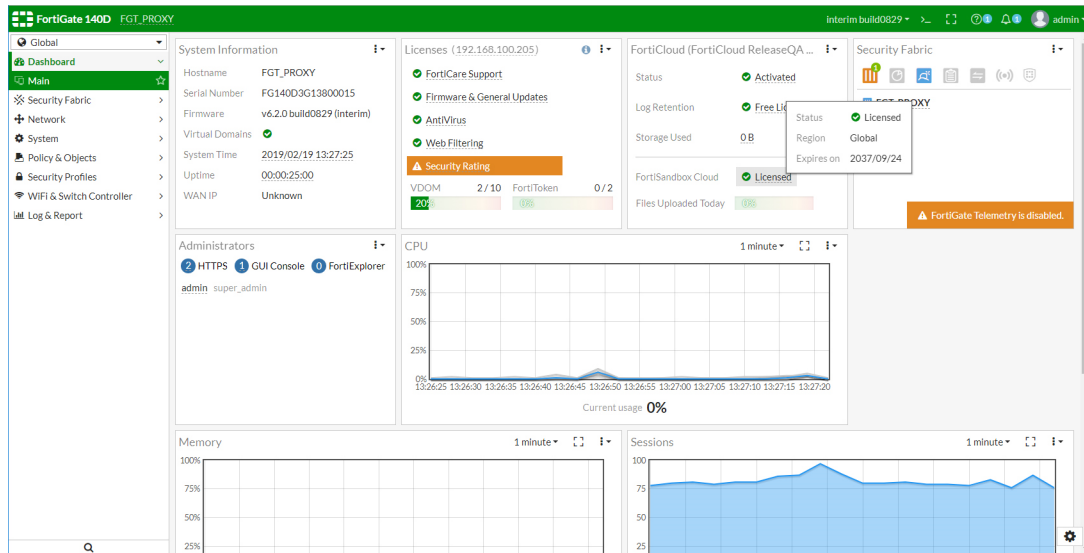 FortiGate 140D FGT_PROXY
interim build0829
>_
1
1
admin
Global
Dashboard
Main
Security Fabric
Network
System
Policy & Objects
Security Profiles
WiFi & Switch Controller
Log & Report
System Information
Hostname FGT_PROXY
Serial Number FG140D3G13800015
Firmware v6.2.0 build0829 (interim)
Virtual Domains
System Time 2019/02/19 13:27:25
Uptime 00:00:25:00
WAN IP Unknown
Licenses (192.168.100.205)
FortiCare Support
Firmware & General Updates
AntiVirus
Web Filtering
Security Rating
VDOM 2 / 10 FortiToken 0 / 2
20% 0%
FortiCloud (FortiCloud ReleaseQA ...
Status Activated
Log Retention Free Lic
Storage Used 0 B
FortiSandbox Cloud Licensed
Files Uploaded Today 0%
Status Licensed
Region Global
Expires on 2037/09/24
Security Fabric
1
FGT_PROXY
FortiGate Telemetry is disabled.
Administrators
2 HTTPS 1 GUI Console 0 FortiExplorer
admin super_admin
CPU 1 minute
100%
75%
50%
25%
0%
13:26:25 13:26:30 13:26:35 13:26:40 13:26:45 13:26:50 13:26:55 13:27:00 13:27:05 13:27:10 13:27:15 13:27:20
Current usage 0%
Memory 1 minute
100%
75%
50%
25%
Sessions 1 minute
100
75
50
25